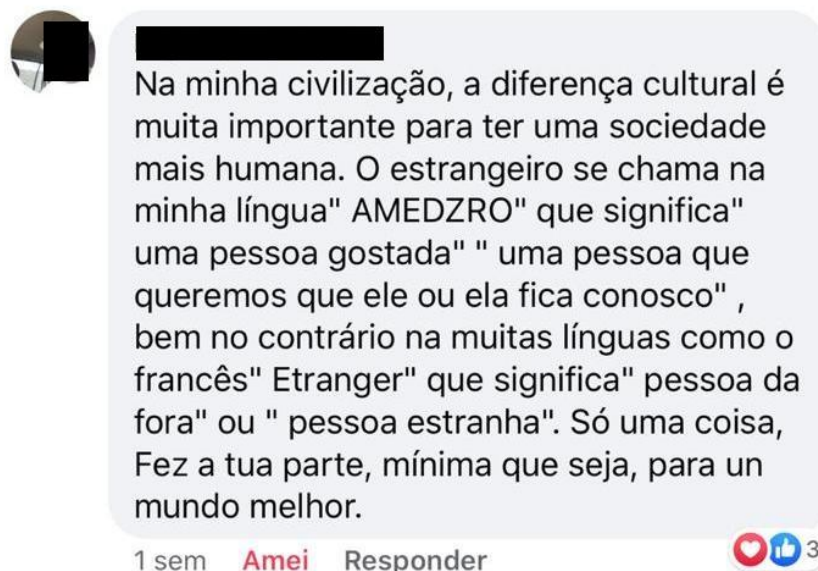 Na minha civilização, a diferença cultural é
muita importante para ter uma sociedade
mais humana. O estrangeiro se chama na
minha língua" AMEDZRO" que significa"
uma pessoa gostada" " uma pessoa que
queremos que ele ou ela fica conosco" ,
bem no contrário na muitas línguas como o
francês" Etranger" que significa" pessoa da
fora" ou " pessoa estranha". Só uma coisa,
Fez a tua parte, mínima que seja, para un
mundo melhor.
1 sem Amei Responder 3